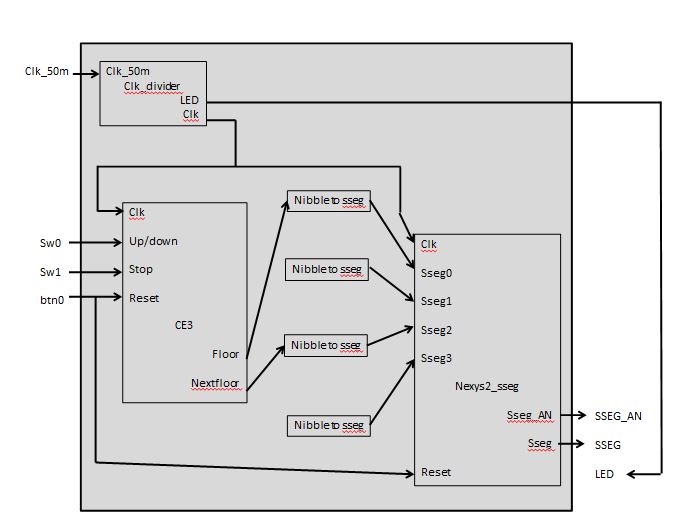 Clk_50m
Clk_50m
Clk_divider
LED
Clk
Clk
Sw0
Up/down
Sw1
Stop
btn0
Reset
CE3
Floor
Nextfloor
Nibble to sseg
Nibble to sseg
Nibble to sseg
Nibble to sseg
Clk
Sseg0
Sseg1
Sseg2
Sseg3
Nexys2_sseg
Sseg_AN
Sseg
Reset
SSEG_AN
SSEG
LED